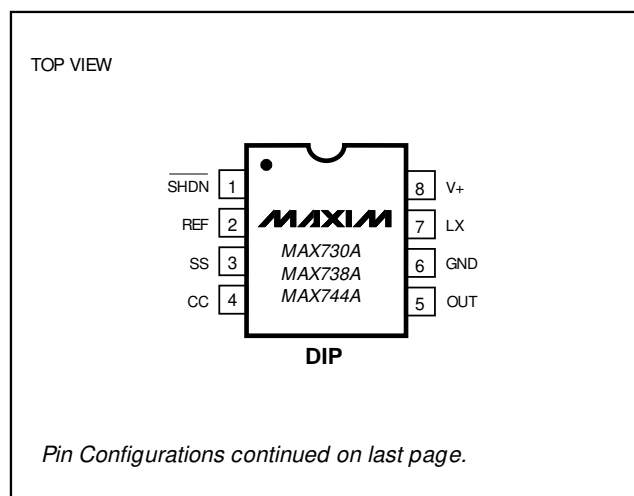 TOP VIEW
SHDN 1
REF 2
SS 3
CC 4
MAXIM
MAX730A
MAX738A
MAX744A
8 V+
7 LX
6 GND
5 OUT
DIP
Pin Configurations continued on last page.